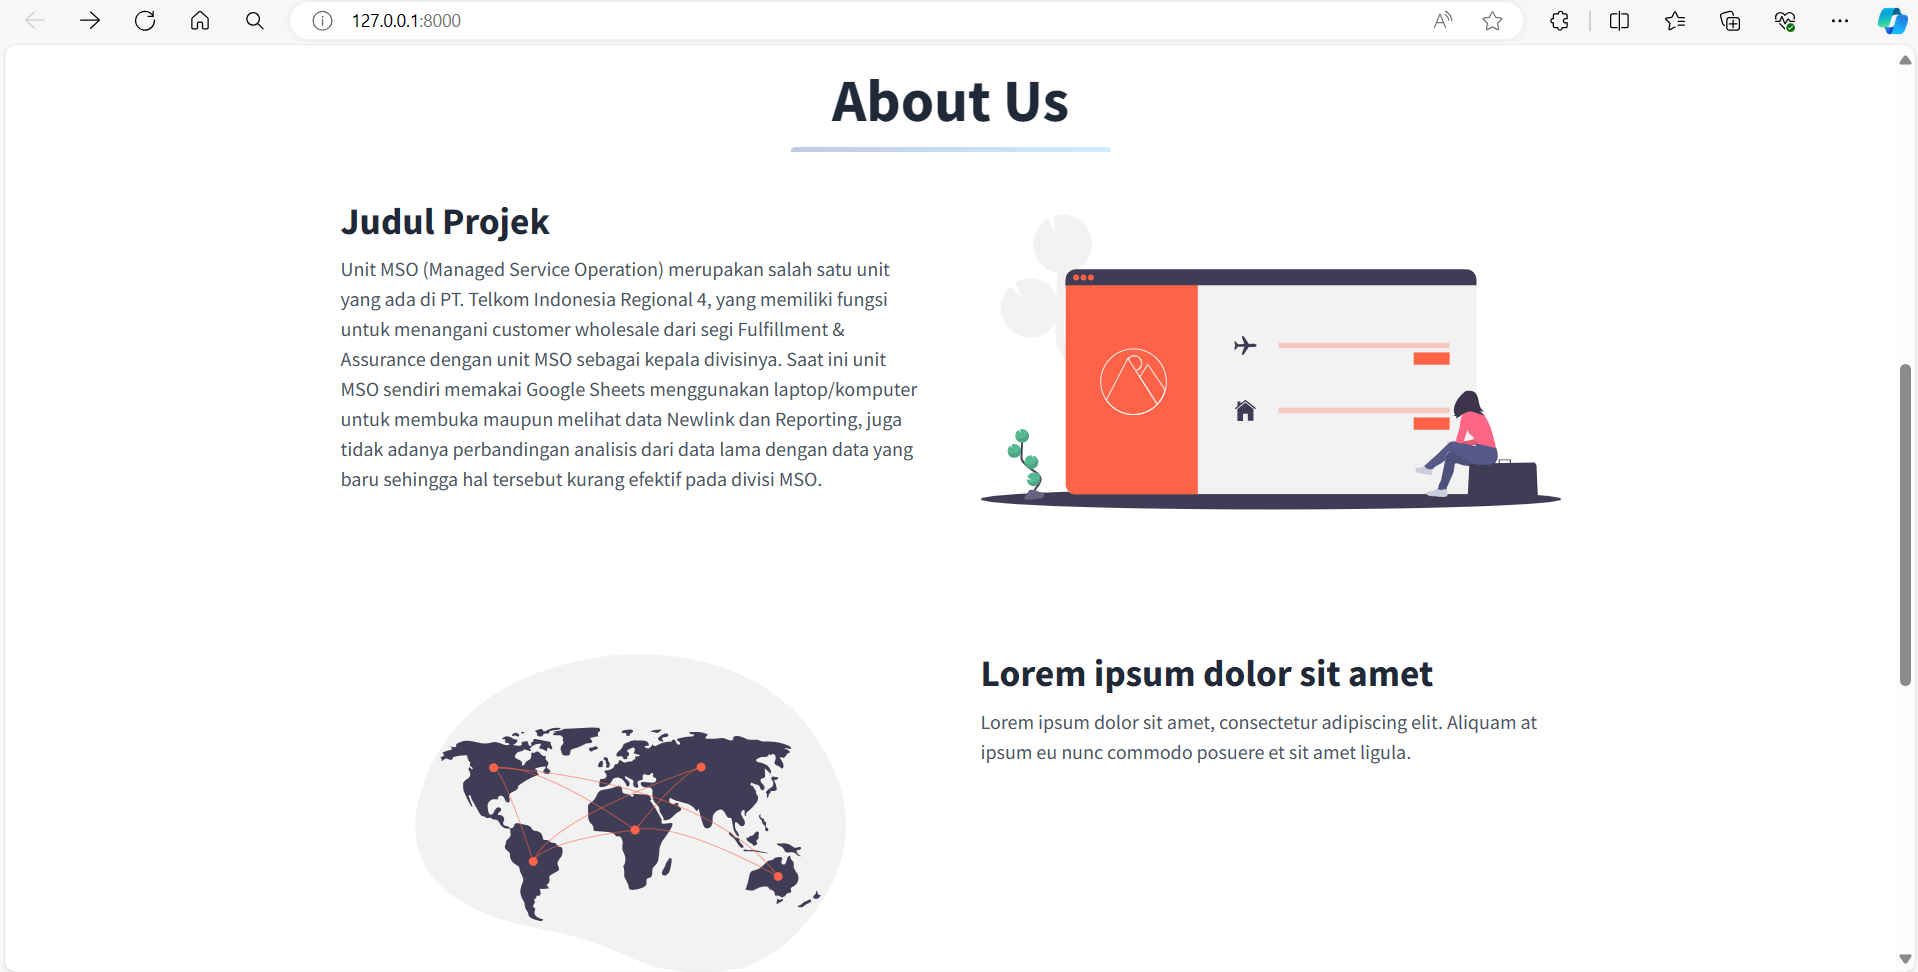 127.0.0.1:8000
About Us
Judul Projek
Unit MSO (Managed Service Operation) merupakan salah satu unit
yang ada di PT. Telkom Indonesia Regional 4, yang memiliki fungsi
untuk menangani customer wholesale dari segi Fulfillment &
Assurance dengan unit MSO sebagai kepala divisinya. Saat ini unit
MSO sendiri memakai Google Sheets menggunakan laptop/komputer
untuk membuka maupun melihat data Newlink dan Reporting, juga
tidak adanya perbandingan analisis dari data lama dengan data yang
baru sehingga hal tersebut kurang efektif pada divisi MSO.
Lorem ipsum dolor sit amet
Lorem ipsum dolor sit amet, consectetur adipiscing elit. Aliquam at
ipsum eu nunc commodo posuere et sit amet ligula.